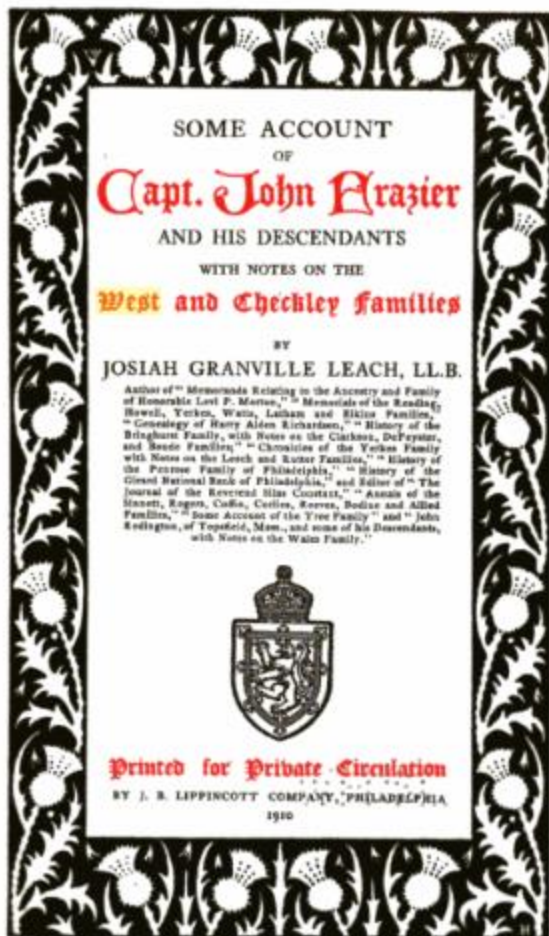 SOME ACCOUNT
OF
Capt. John Frazier
AND HIS DESCENDANTS
WITH NOTES ON THE
West and Checkley Families
BY
JOSIAH GRANVILLE LEACH, LL.B.
Author of "Memoranda Relating to the Ancestry and Family
of Honorable Levi P. Morton," "Memorials of the Reading,
Howell, Yerkes, Watts, Latham and Elkins Families,"
"Genealogy of Harry Alden Richardson," "History of the
Bringhurst Family, with Notes on the Clarkson, DePeyster,
and Boude Families;" "Chronicles of the Yerkes Family
with Notes on the Leech and Rutter Families," "History of
the Penrose Family of Philadelphia," "History of the
Girard National Bank of Philadelphia," and Editor of "The
Journal of the Reverend Silas Constant," "Annals of the
Sinnott, Rogers, Coffin, Corlies, Reeves, Bodine and Allied
Families," "Some Account of the Tree Family" and "John
Redington, of Topsfield, Mass., and some of his Descendants,
with Notes on the Wales Family."
Printed for Private Circulation
BY J. B. LIPPINCOTT COMPANY, PHILADELPHIA
1910